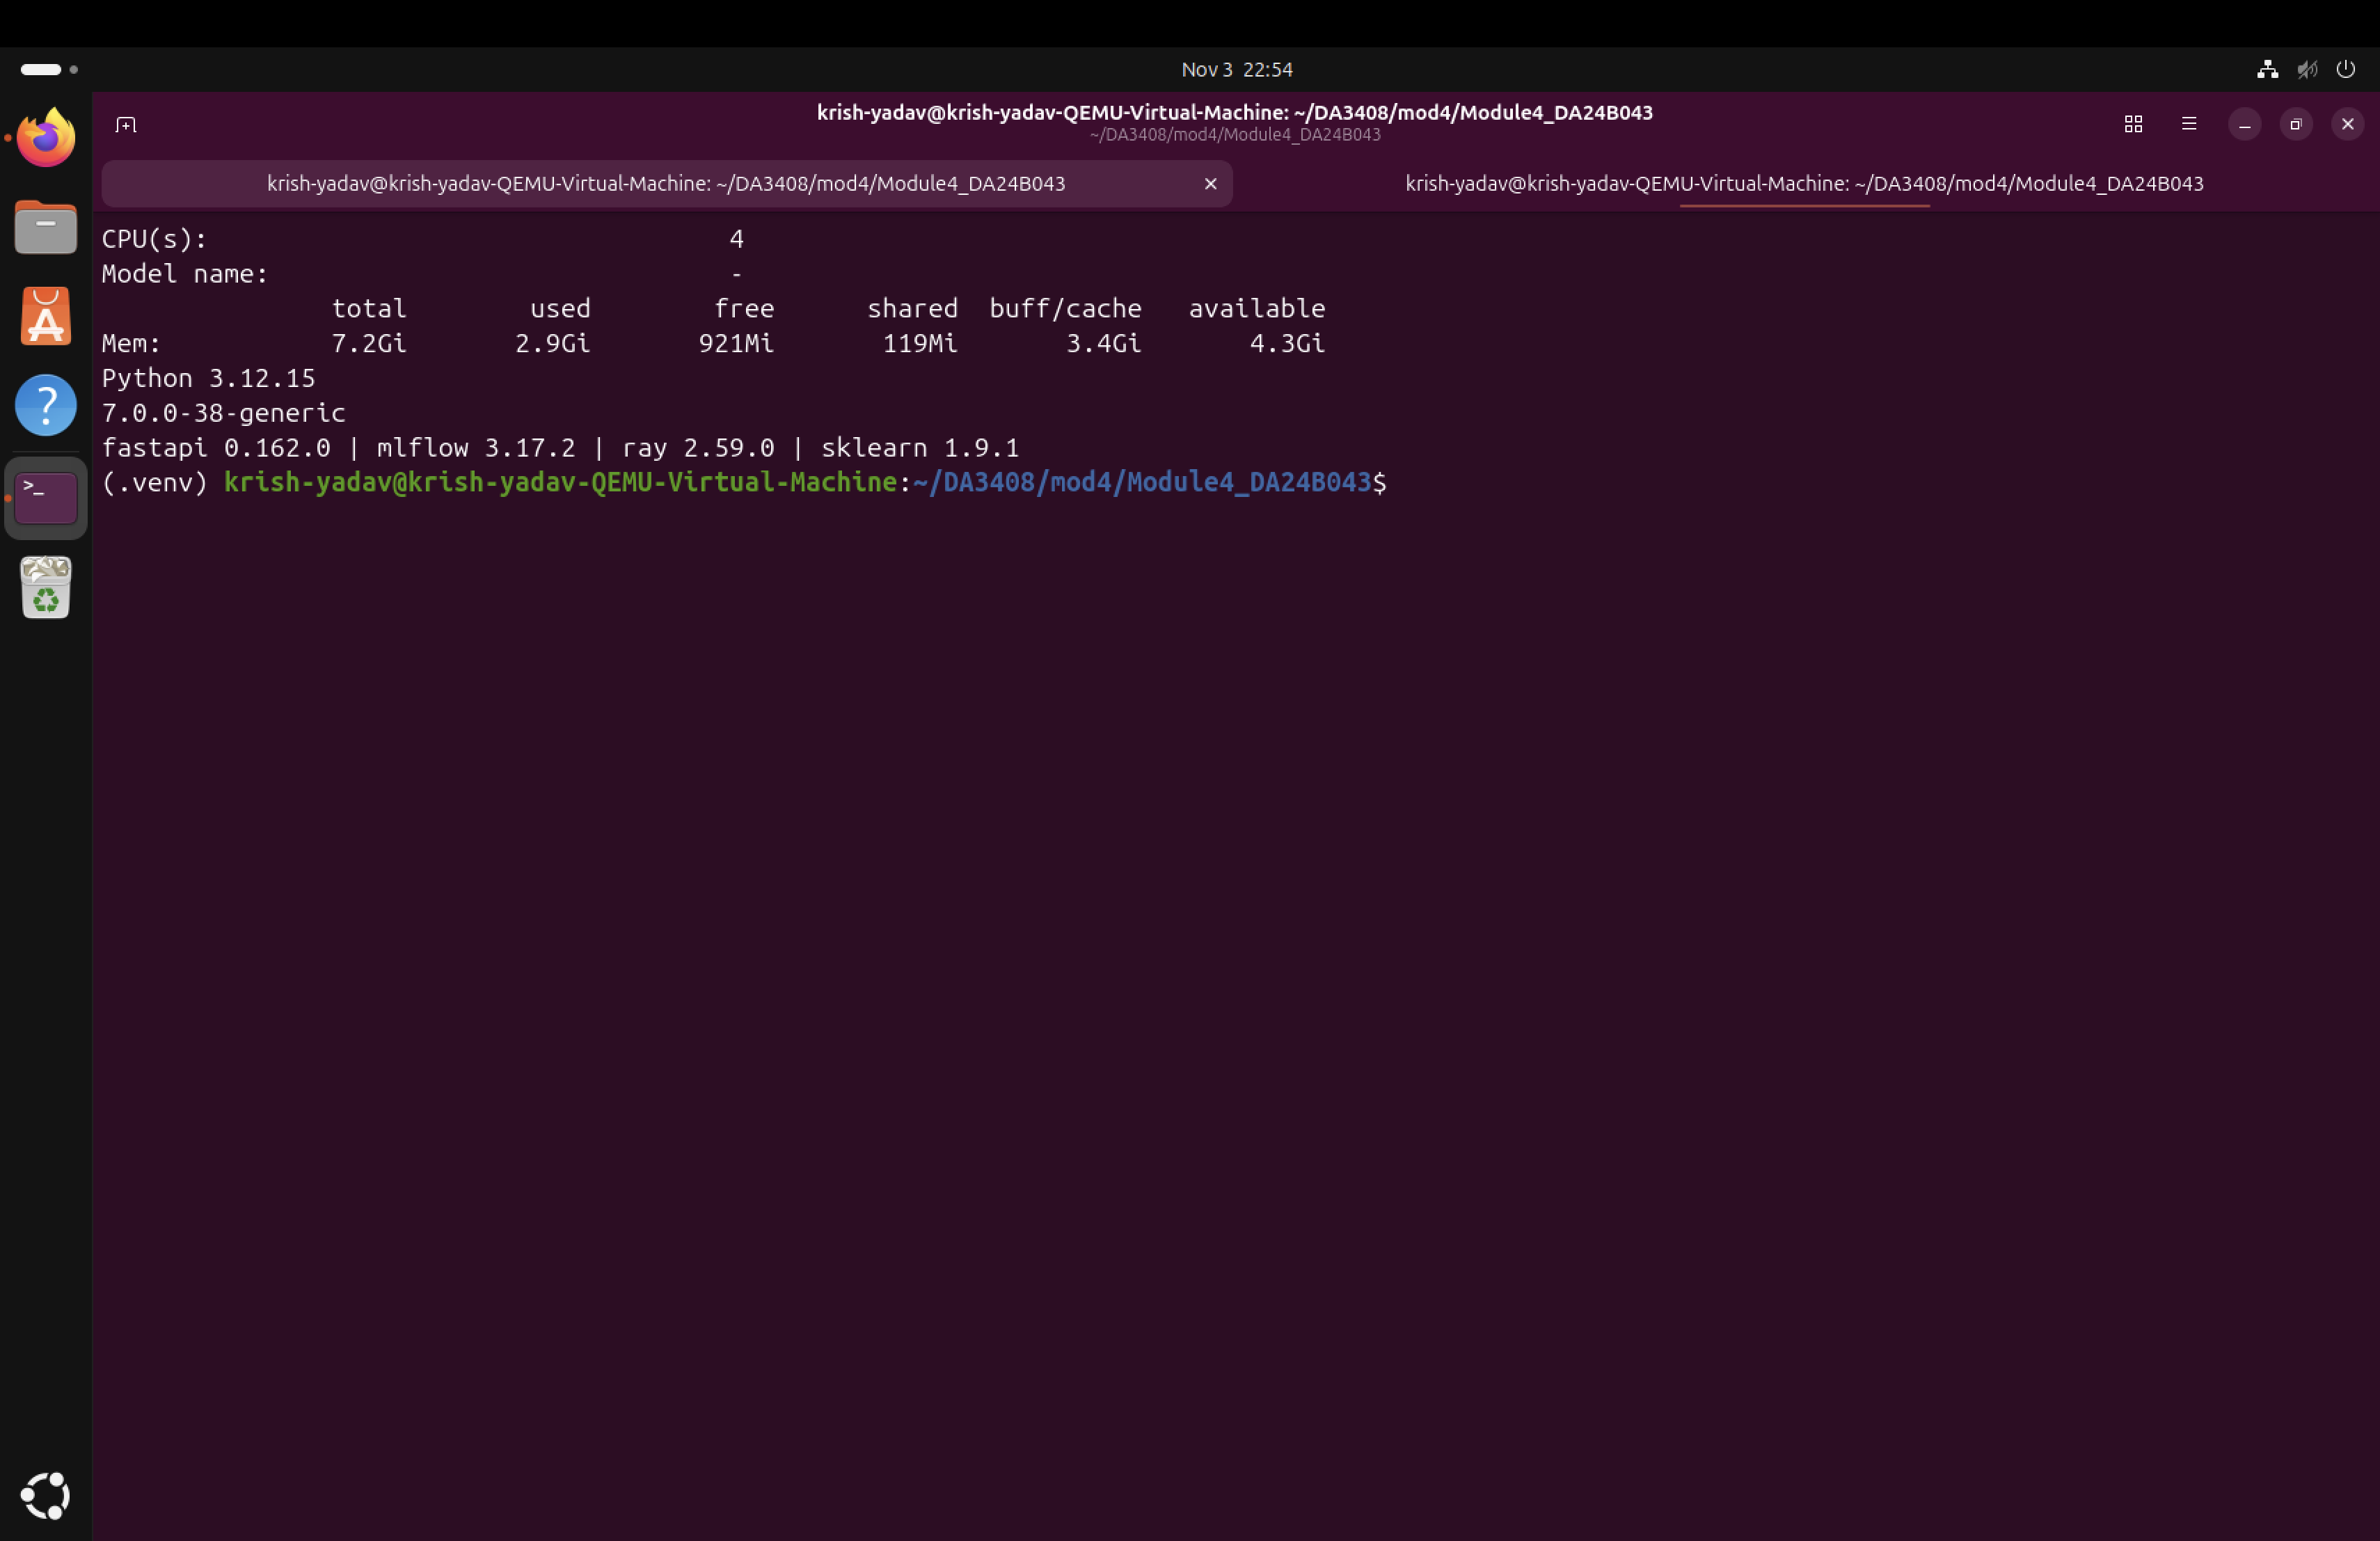 Nov 3 22:54
krish-yadav@krish-yadav-QEMU-Virtual-Machine: ~/DA3408/mod4/Module4_DA24B043
~/DA3408/mod4/Module4_DA24B043
krish-yadav@krish-yadav-QEMU-Virtual-Machine: ~/DA3408/mod4/Module4_DA24B043
krish-yadav@krish-yadav-QEMU-Virtual-Machine: ~/DA3408/mod4/Module4_DA24B043
CPU(s): 4
Model name: -
total used free shared buff/cache available
Mem: 7.2Gi 2.9Gi 921Mi 119Mi 3.4Gi 4.3Gi
Python 3.12.15
7.0.0-38-generic
fastapi 0.162.0 | mlflow 3.17.2 | ray 2.59.0 | sklearn 1.9.1
(.venv) krish-yadav@krish-yadav-QEMU-Virtual-Machine:~/DA3408/mod4/Module4_DA24B043$